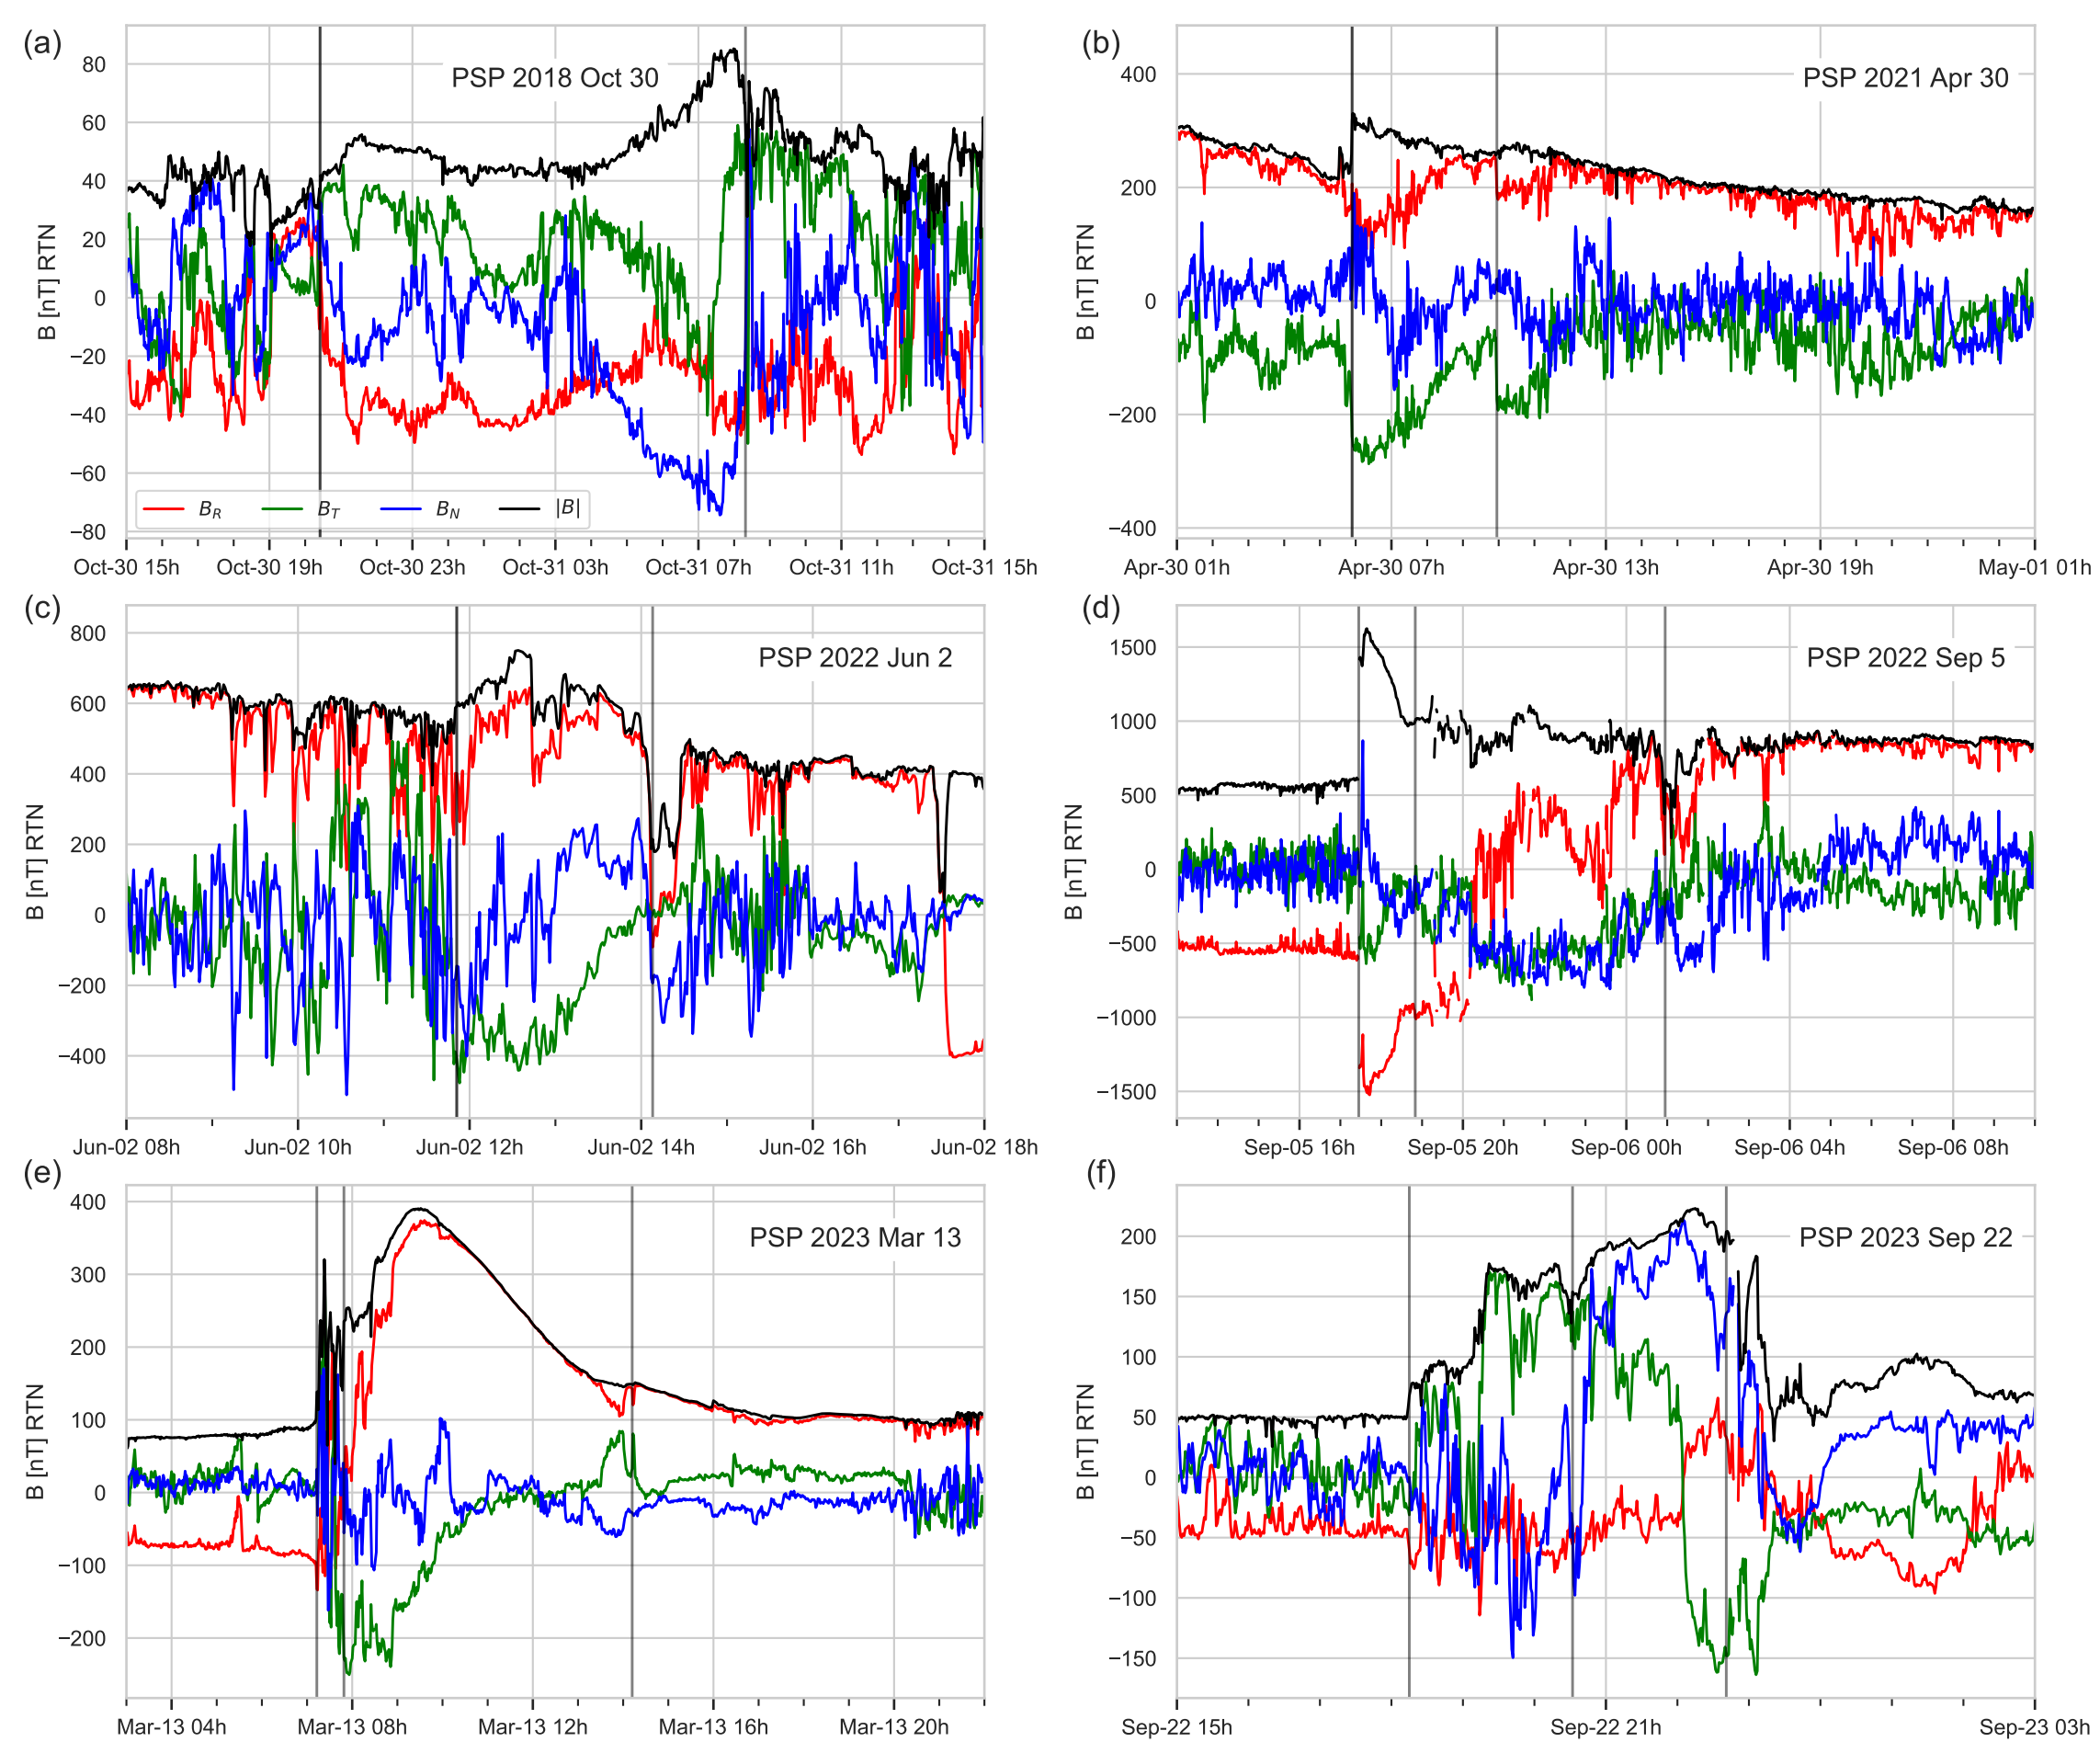 (a)
PSP 2018 Oct 30
B [nT] RTN
80
60
40
20
0
−20
−40
−60
−80
B_R B_T B_N |B|
Oct-30 15h Oct-30 19h Oct-30 23h Oct-31 03h Oct-31 07h Oct-31 11h Oct-31 15h
(b)
PSP 2021 Apr 30
B [nT] RTN
400
200
0
−200
−400
Apr-30 01h Apr-30 07h Apr-30 13h Apr-30 19h May-01 01h
(c)
PSP 2022 Jun 2
B [nT] RTN
800
600
400
200
0
−200
−400
Jun-02 08h Jun-02 10h Jun-02 12h Jun-02 14h Jun-02 16h Jun-02 18h
(d)
PSP 2022 Sep 5
B [nT] RTN
1500
1000
500
0
−500
−1000
−1500
Sep-05 16h Sep-05 20h Sep-06 00h Sep-06 04h Sep-06 08h
(e)
PSP 2023 Mar 13
B [nT] RTN
400
300
200
100
0
−100
−200
Mar-13 04h Mar-13 08h Mar-13 12h Mar-13 16h Mar-13 20h
(f)
PSP 2023 Sep 22
B [nT] RTN
200
150
100
50
0
−50
−100
−150
Sep-22 15h Sep-22 21h Sep-23 03h